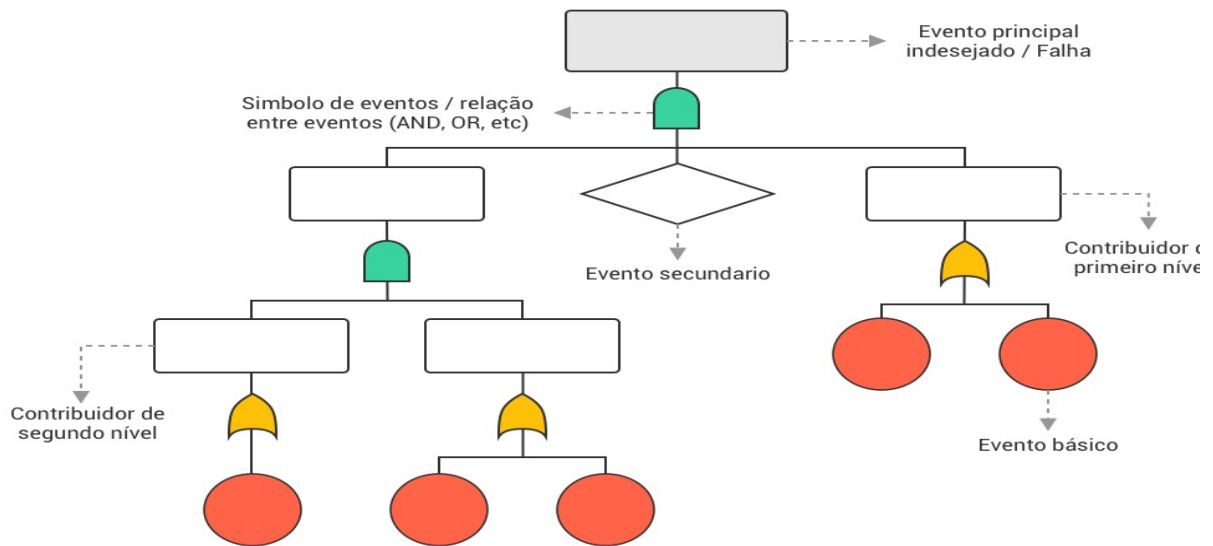 Evento principal
indesejado / Falha
Simbolo de eventos / relação
entre eventos (AND, OR, etc)
Evento secundario
Contribuidor
primeiro níve
Contribuidor de
segundo nível
Evento básico